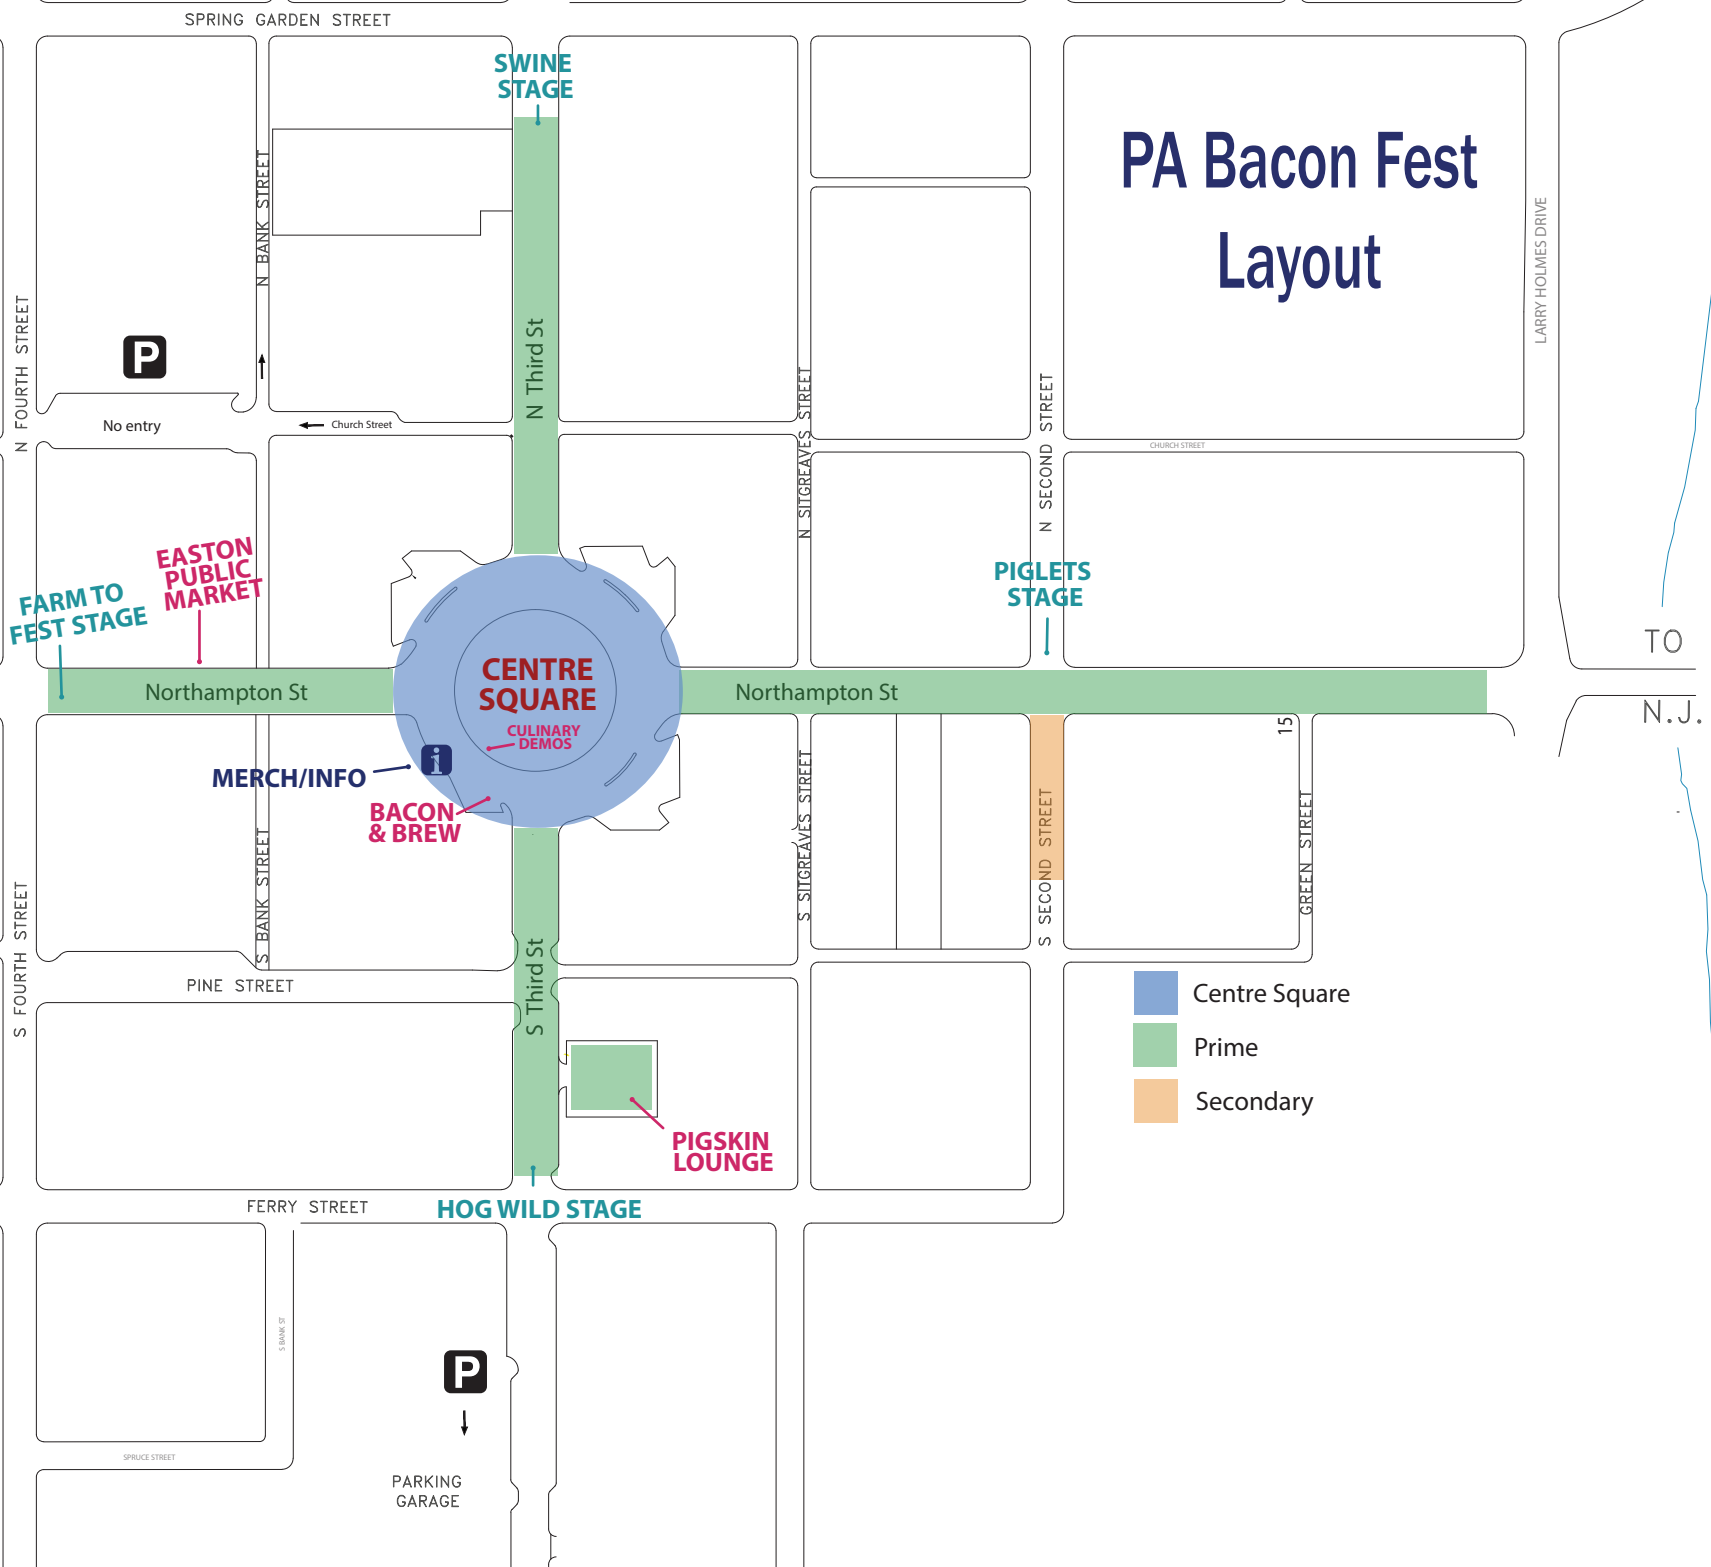 SPRING GARDEN STREET
SWINE
STAGE
PA Bacon Fest
Layout
N BANK STREET
LARRY HOLMES DRIVE
N FOURTH STREET
P
N Third St
N SITGREAVES STREET
N SECOND STREET
No entry
Church Street
CHURCH STREET
EASTON
PUBLIC
MARKET
FARM TO
FEST STAGE
PIGLETS
STAGE
TO
N.J.
Northampton St
CENTRE
SQUARE
Northampton St
CULINARY
DEMOS
15
i
MERCH/INFO
BACON
& BREW
S SITGREAVES STREET
S SECOND STREET
GREEN STREET
S BANK STREET
S FOURTH STREET
S Third St
PINE STREET
Centre Square
Prime
Secondary
PIGSKIN
LOUNGE
FERRY STREET
HOG WILD STAGE
S BANK ST
P
SPRUCE STREET
PARKING
GARAGE